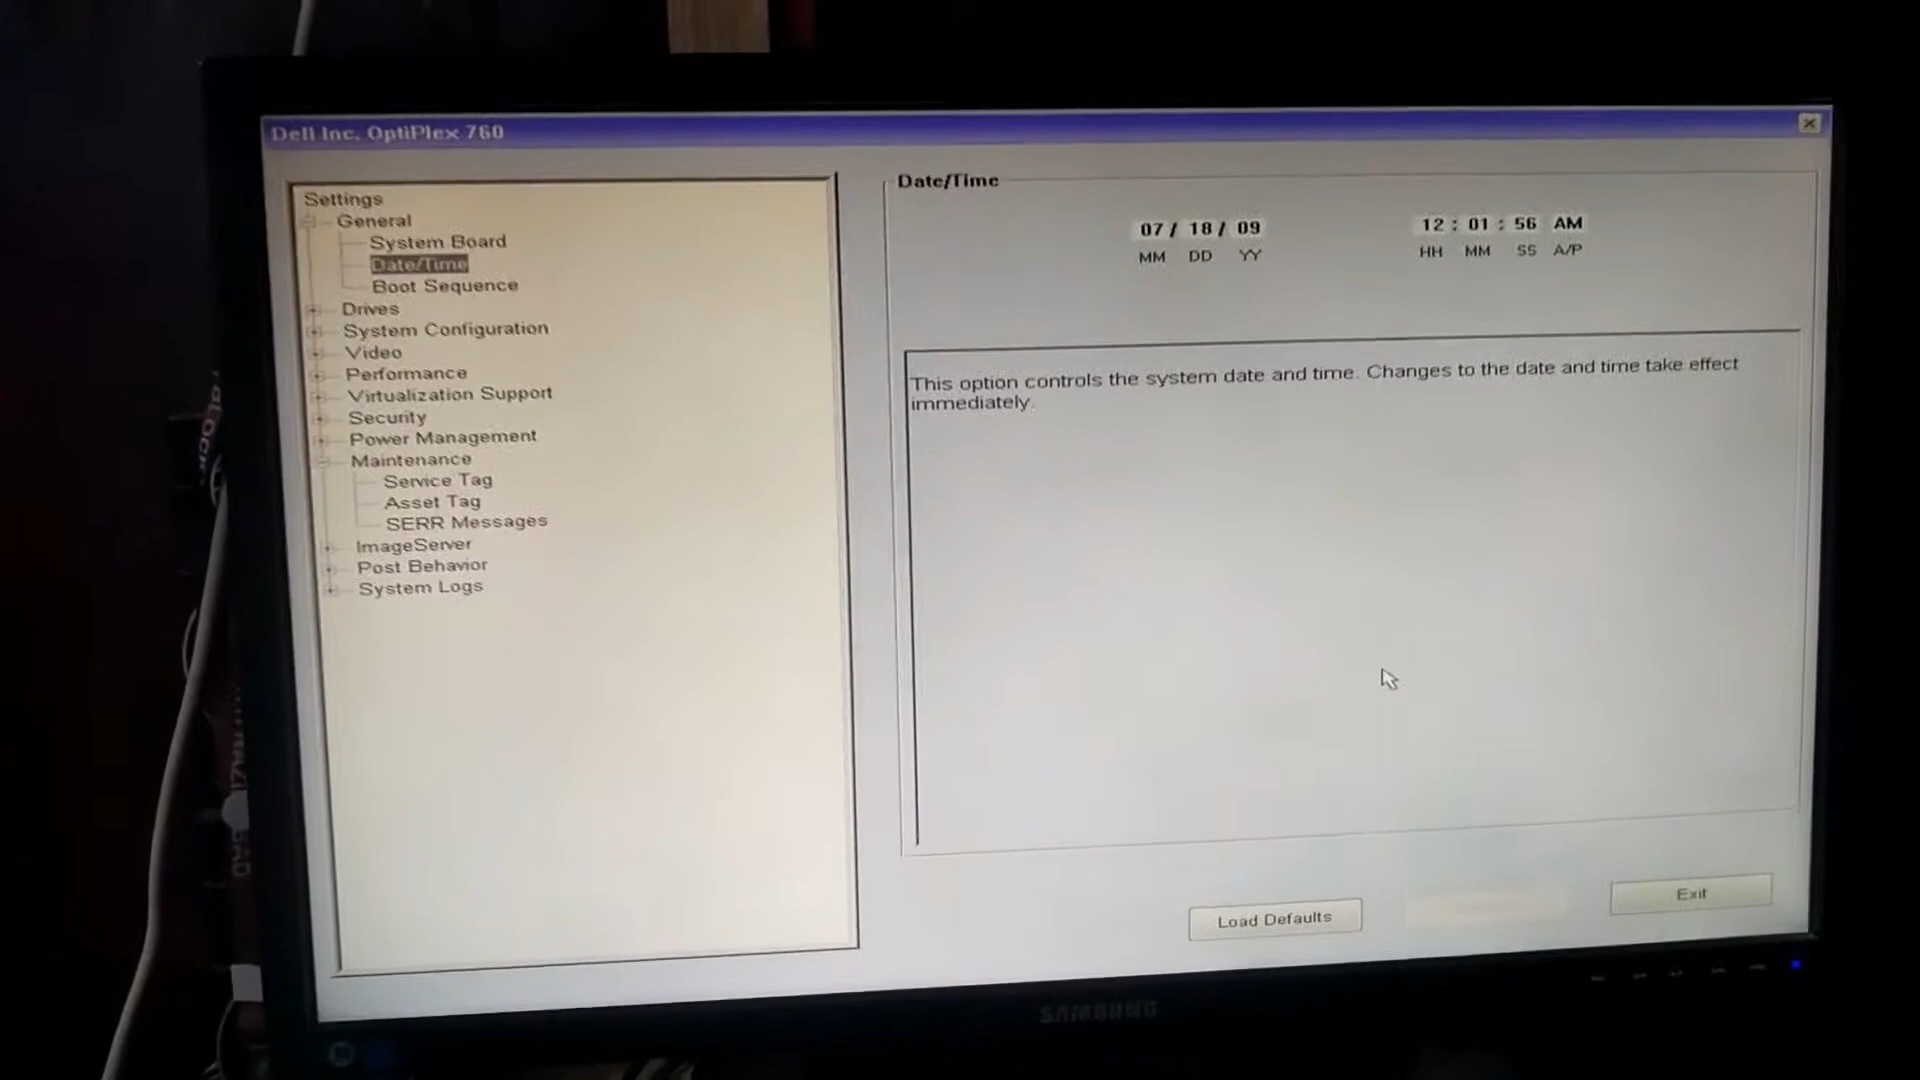 Dell Inc. OptiPlex 760
Settings
General
System Board
Date/Time
Boot Sequence
Drives
System Configuration
Video
Performance
Virtualization Support
Security
Power Management
Maintenance
Service Tag
Asset Tag
SERR Messages
ImageServer
Post Behavior
System Logs
Date/Time
07 / 18 / 09
MM DD YY
12 : 01 : 56 AM
HH MM SS A/P
This option controls the system date and time. Changes to the date and time take effect
immediately.
Load Defaults
Exit
SAMSUNG